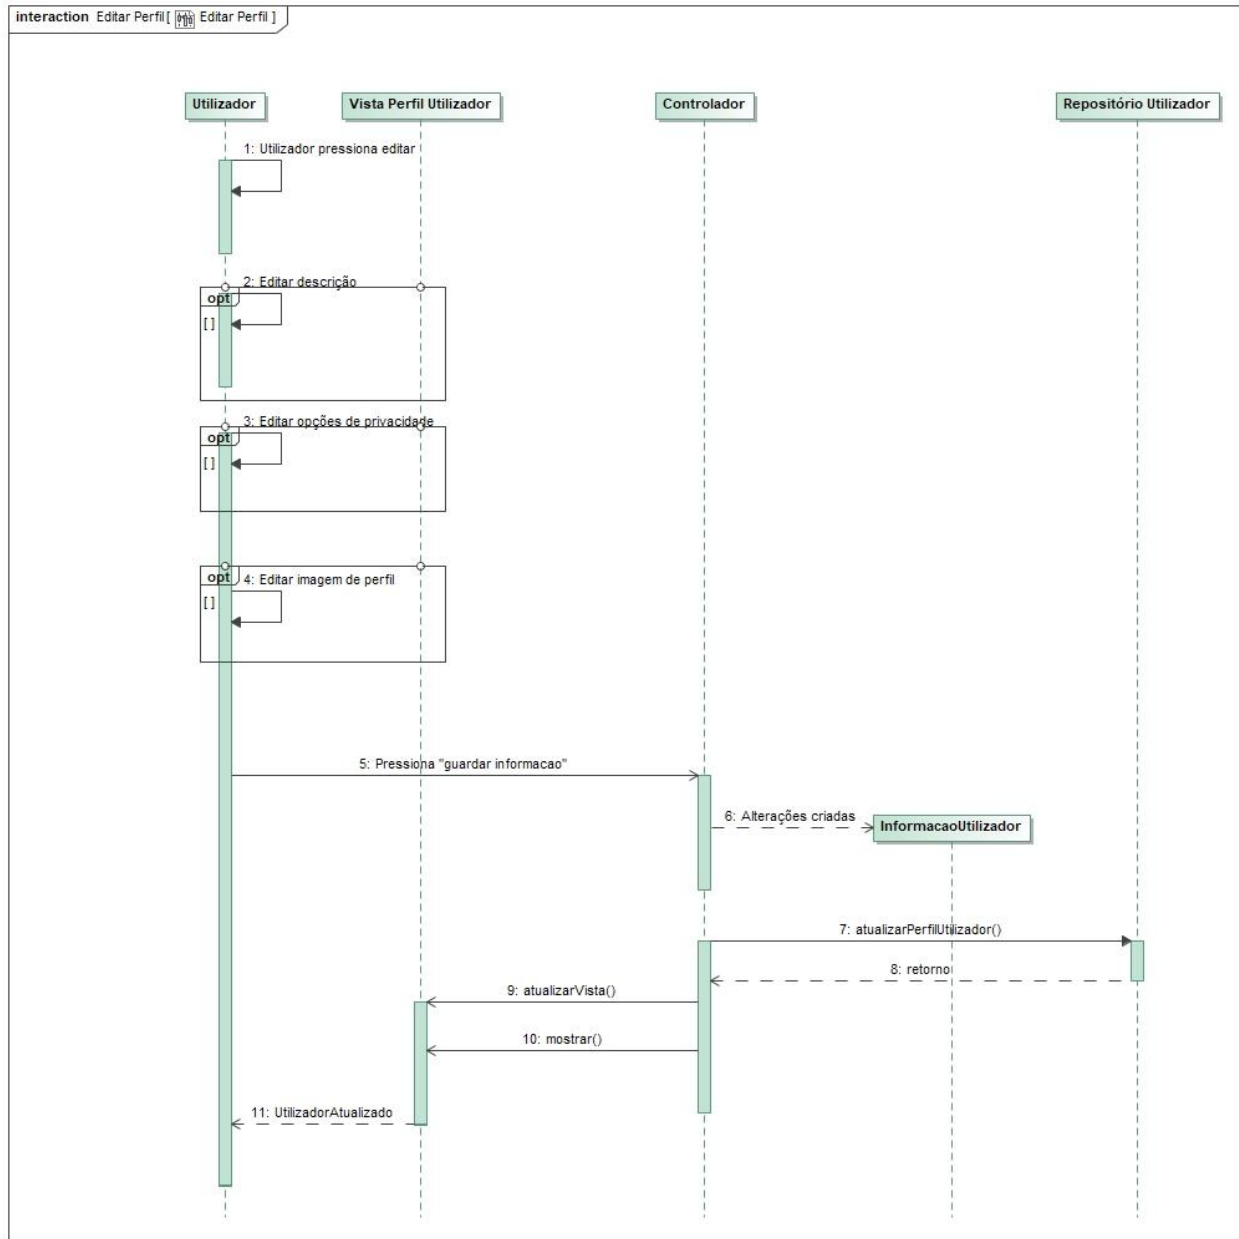 interaction Editar Perfil[ Editar Perfil ]
Utilizador
Vista Perfil Utilizador
Controlador
Repositório Utilizador
1: Utilizador pressiona editar
2: Editar descrição
opt
[ ]
3: Editar opções de privacidade
opt
[ ]
opt
4: Editar imagem de perfil
[ ]
5: Pressiona "guardar informacao"
6: Alterações criadas
InformacaoUtilizador
7: atualizarPerfilUtilizador()
8: retorno
9: atualizarVista()
10: mostrar()
11: UtilizadorAtualizado